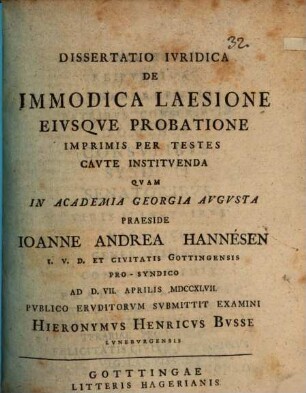 32.
DISSERTATIO IVRIDICA
DE
IMMODICA LAESIONE
EIVSQVE PROBATIONE
IMPRIMIS PER TESTES
CAVTE INSTITVENDA
QVAM
IN ACADEMIA GEORGIA AVGVSTA
PRAESIDE
IOANNE ANDREA HANNESEN
I. V. D. ET CIVITATIS GOTTINGENSIS
PRO-SYNDICO
AD D. VII. APRILIS MDCCXLVII.
PVBLICO ERVDITORVM SVBMITTIT EXAMINI
HIERONYMVS HENRICVS BVSSE
LVNEBVRGENSIS
GOTTTINGAE
LITTERIS HAGERIANIS